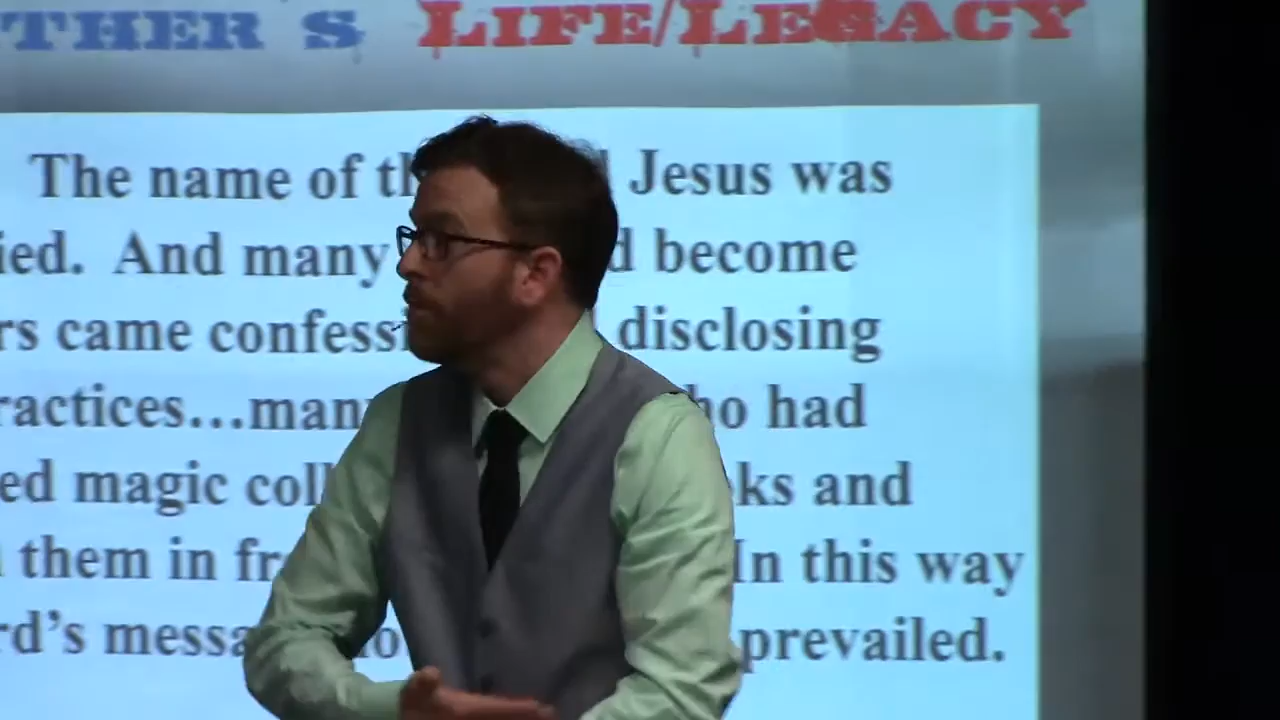 THER S LIFE/LEGACY
The name of th Jesus was
ied. And many d become
rs came confess disclosing
ractices...man ho had
ed magic coll ks and
them in fr In this way
rd's messa prevailed.